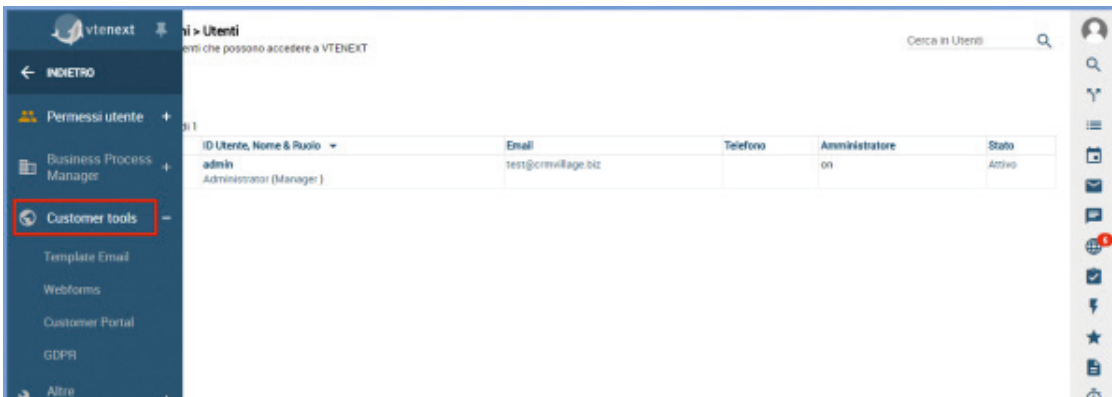 vtenext
ni > Utenti
enti che possono accedere a VTENEXT
Cerca in Utenti
INDIETRO
Permessi utente +
di 1
ID Utente, Nome & Ruolo Email Telefono Amministratore Stato
admin test@crmvillage.biz on Attivo
Administrator (Manager )
Business Process +
Manager
Customer tools -
Template Email
Webforms
Customer Portal
GDPR
Altre
6